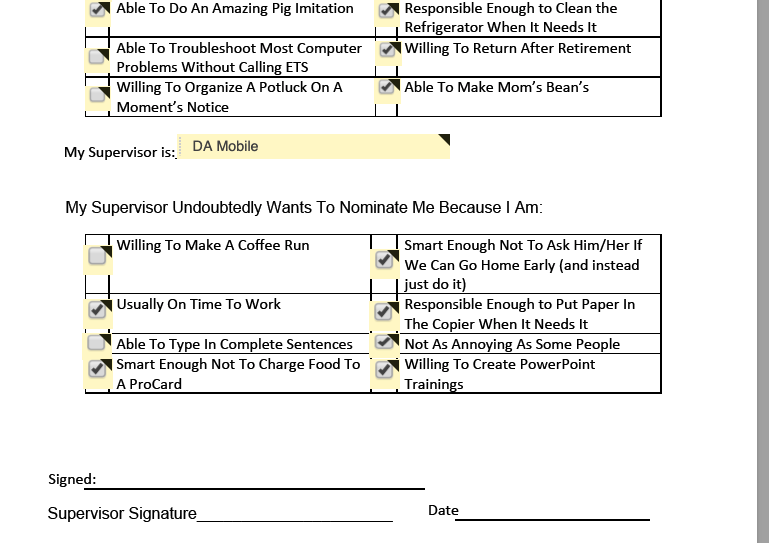 Able To Do An Amazing Pig Imitation
Responsible Enough to Clean the
Refrigerator When It Needs It
Able To Troubleshoot Most Computer
Problems Without Calling ETS
Willing To Return After Retirement
Willing To Organize A Potluck On A
Moment’s Notice
Able To Make Mom’s Bean’s
My Supervisor is: DA Mobile
My Supervisor Undoubtedly Wants To Nominate Me Because I Am:
Willing To Make A Coffee Run
Smart Enough Not To Ask Him/Her If
We Can Go Home Early (and instead
just do it)
Usually On Time To Work
Responsible Enough to Put Paper In
The Copier When It Needs It
Able To Type In Complete Sentences
Not As Annoying As Some People
Smart Enough Not To Charge Food To
A ProCard
Willing To Create PowerPoint
Trainings
Signed:
Supervisor Signature
Date